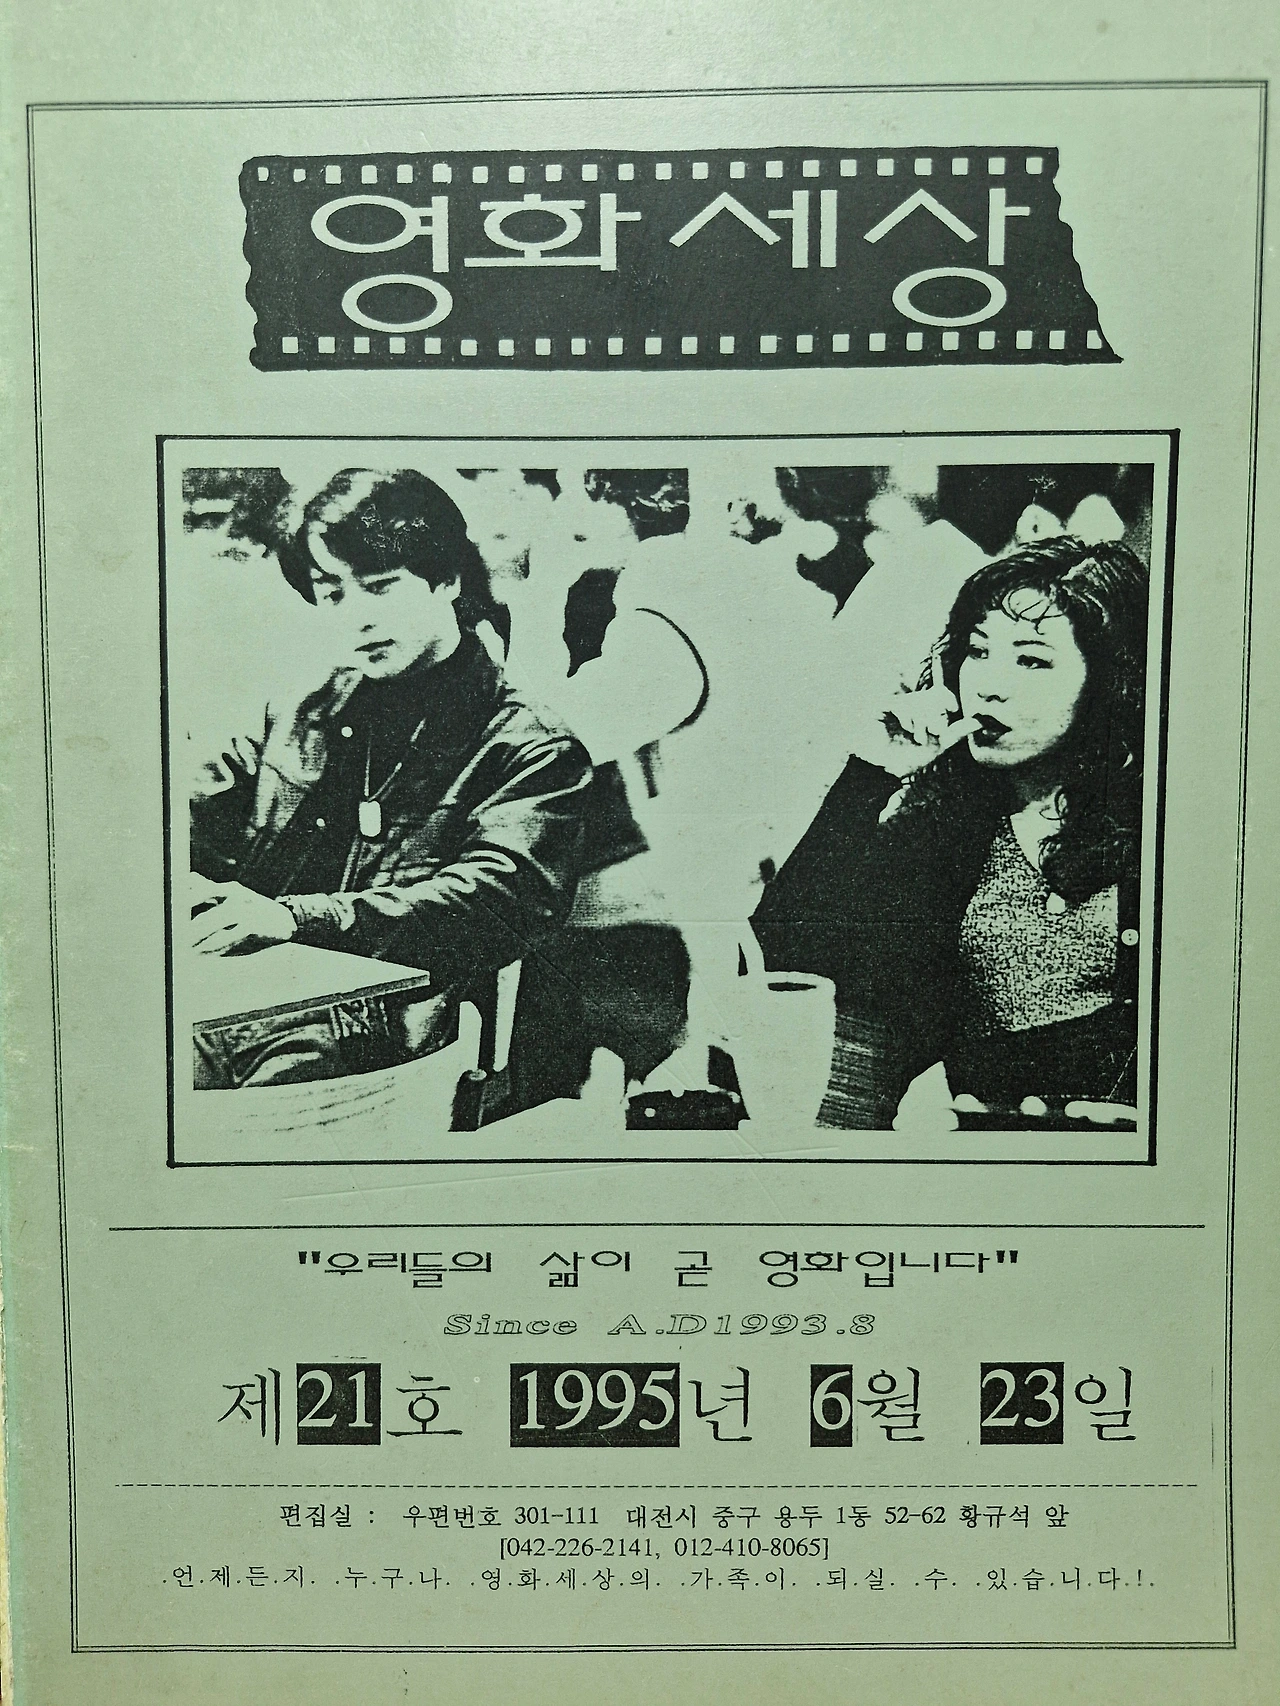 영화세상
"우리들의 삶이 곧 영화입니다"
Since A.D1993.8
제21호 1995년 6월 23일
편집실 : 우편번호 301-111 대전시 중구 용두 1동 52-62 황규석 앞
[042-226-2141, 012-410-8065]
.언.제.든.지. .누.구.나. .영.화.세.상.의. .가.족.이. .되.실. .수. .있.습.니.다.!.